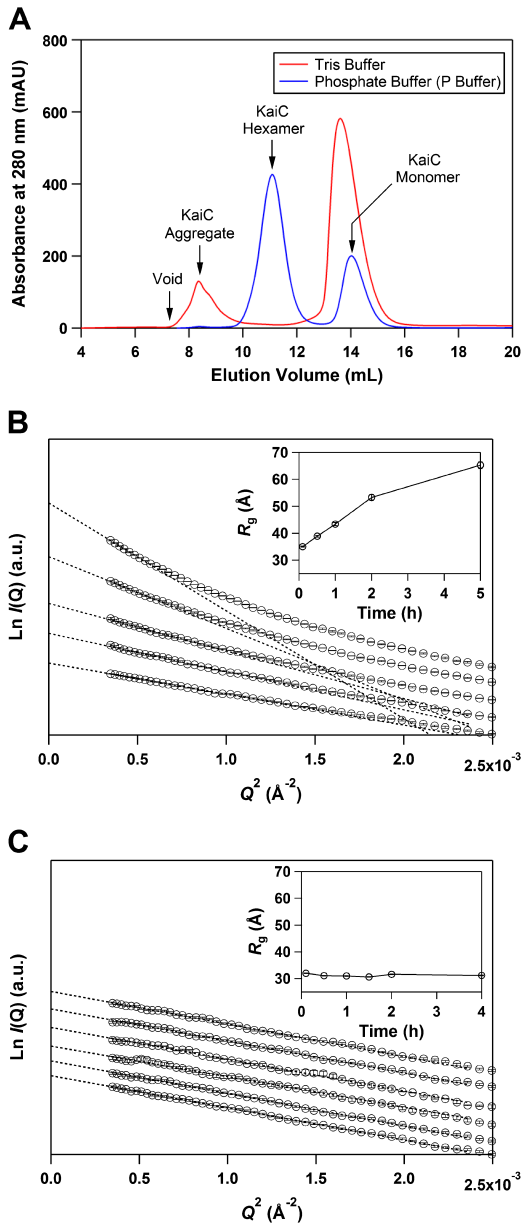 A
Absorbance at 280 nm (mAU)
800
600
400
200
0
Tris Buffer
Phosphate Buffer (P Buffer)
KaiC
Hexamer
KaiC
Monomer
KaiC
Aggregate
Void
4 6 8 10 12 14 16 18 20
Elution Volume (mL)
B
Ln I(Q) (a.u.)
Rg (Å)
70
60
50
40
30
0 1 2 3 4 5
Time (h)
0.0 0.5 1.0 1.5 2.0 2.5x10-3
Q2 (Å-2)
C
Ln I(Q) (a.u.)
Rg (Å)
70
60
50
40
30
0 1 2 3 4
Time (h)
0.0 0.5 1.0 1.5 2.0 2.5x10-3
Q2 (Å-2)